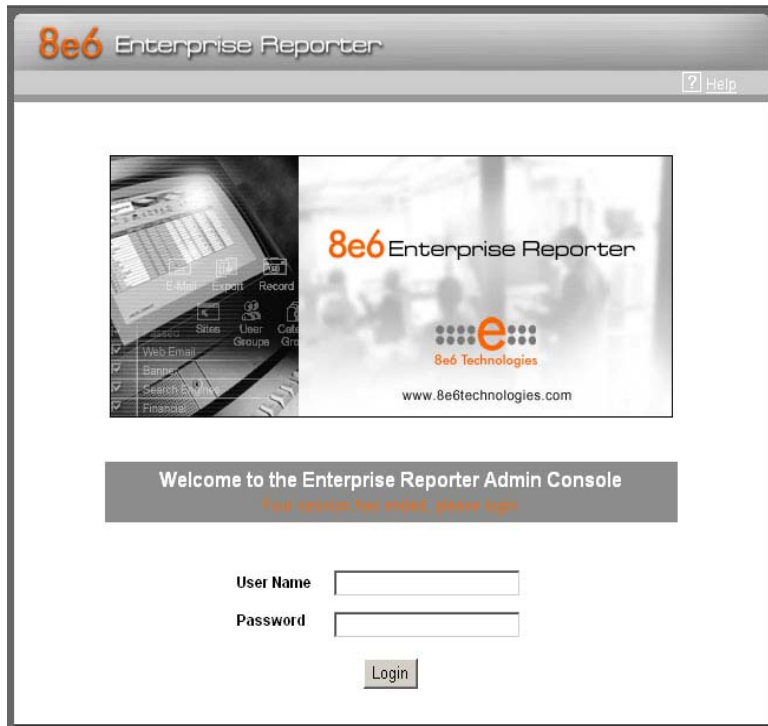 8e6 Enterprise Reporter
? Help
8e6 Enterprise Reporter
E-Mail Export Record
Sites User Groups
Web Email
Banner
Search Engines
Financial
8e6 Technologies
www.8e6technologies.com
Welcome to the Enterprise Reporter Admin Console
Your session has ended, please login
User Name
Password
Login